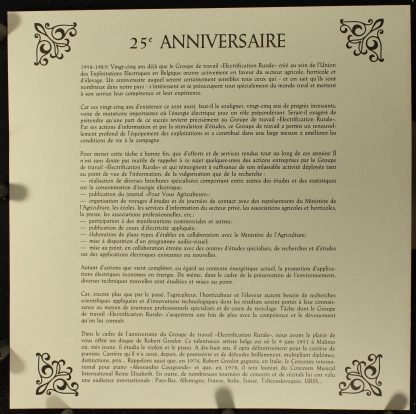 25e ANNIVERSAIRE
1958-1983! Vingt-cinq ans déjà que le Groupe de travail «Electrification Rurale» créé au sein de l'Union
des Exploitations Electriques en Belgique œuvre activement en faveur du secteur agricole, horticole et
d'élevage. Un anniversaire auquel seront certainement sensibles tous ceux qui - et on sait qu'ils sont
nombreux dans notre pays - s'intéressent et se préoccupent tout spécialement du monde rural et mettent
à son service leur compétence et leur expérience.
Car ces vingt-cinq ans d'existence ce sont aussi, faut-il le souligner, vingt-cinq ans de progrès incessants,
voire de mutations importantes où l'énergie électrique joue un rôle prépondérant. Serait-il exagéré de
prétendre qu'une part de ce succès revient précisément au Groupe de travail «Electrification Rurale».
Par ses actions d'information et par la stimulation d'études, ce Groupe de travail a permis un renouvel-
lement profond de l'équipement des exploitations et a contribué dans une large mesure à améliorer les
conditions de vie à la campagne.
Pour mener cette tâche à bonne fin, que d'efforts et de services rendus tout au long de ces années! Il
n'est sans doute pas inutile de rappeler à ce sujet quelques-unes des actions entreprises par le Groupe
de travail «Electrification Rurale» et qui témoignent à suffisance de son inlassable activité déployée tant
au point de vue de l'information, de la vulgarisation que de la recherche :
— réalisation de diverses brochures spécialisées comportant entre autres des études et des statistiques
sur la consommation d'énergie électrique;
— publication du journal «Pour Vous Agriculteurs»;
— organisation de voyages d'études et de journées de contact avec des représentants du Ministère de
l'Agriculture, les écoles, les services d'information du secteur privé, les associations agricoles et horticoles,
la presse, les associations professionnelles, etc.;
— participation à des manifestations commerciales et autres;
— publication de cours d'électricité appliquée;
— élaboration de plans types d'étables en collaboration avec le Ministère de l'Agriculture;
— mise à disposition d'un programme audio-visuel;
— mise au point, en collaboration étroite avec des centres d'études spécialisés, de recherches et d'études
sur des applications électriques existantes ou nouvelles.
Autant d'actions que vient compléter, eu égard au contexte énergétique actuel, la promotion d'applica-
tions électriques économes en énergie. De même, dans le cadre de la préservation de l'environnement,
diverses techniques nouvelles sont étudiées et mises au point.
Car, encore plus que par le passé, l'agriculteur, l'horticulteur et l'éleveur auront besoin de recherches
scientifiques appliquées et d'innovations technologiques dont les résultats seront portés à leur connais-
sance au moyen de journaux professionnels spécialisés et de cours de recyclage. Tâche dont le Groupe
de travail «Electrification Rurale» s'acquittera une fois de plus avec la compétence et le dévouement
qu'on lui connaît.
Dans le cadre de l'anniversaire du Groupe de travail «Electrification Rurale», nous avons le plaisir de
vous offrir un disque de Robert Groslot. Ce talentueux artiste belge est né le 9 juin 1951 à Malines
où, très jeune, il étudia le violon et le piano. A dix-huit ans, il opta définitivement pour la carrière de
pianiste. Carrière qu'il n'a cessé, depuis, de poursuivre et de défendre brillamment, multipliant diplômes,
distinctions, prix... Rappelons aussi que, en 1974, Robert Groslot gagnera, en Italie, le Concours interna-
tional pour piano «Alessandro Casagrande» et que, en 1978, il sera lauréat du Concours Musical
International Reine Elisabeth. En outre, de nombreuses tournées de concerts et de récitals lui ont valu
une audience internationale : Pays-Bas, Allemagne, France, Italie, Suisse, Tchécoslovaquie, URSS...